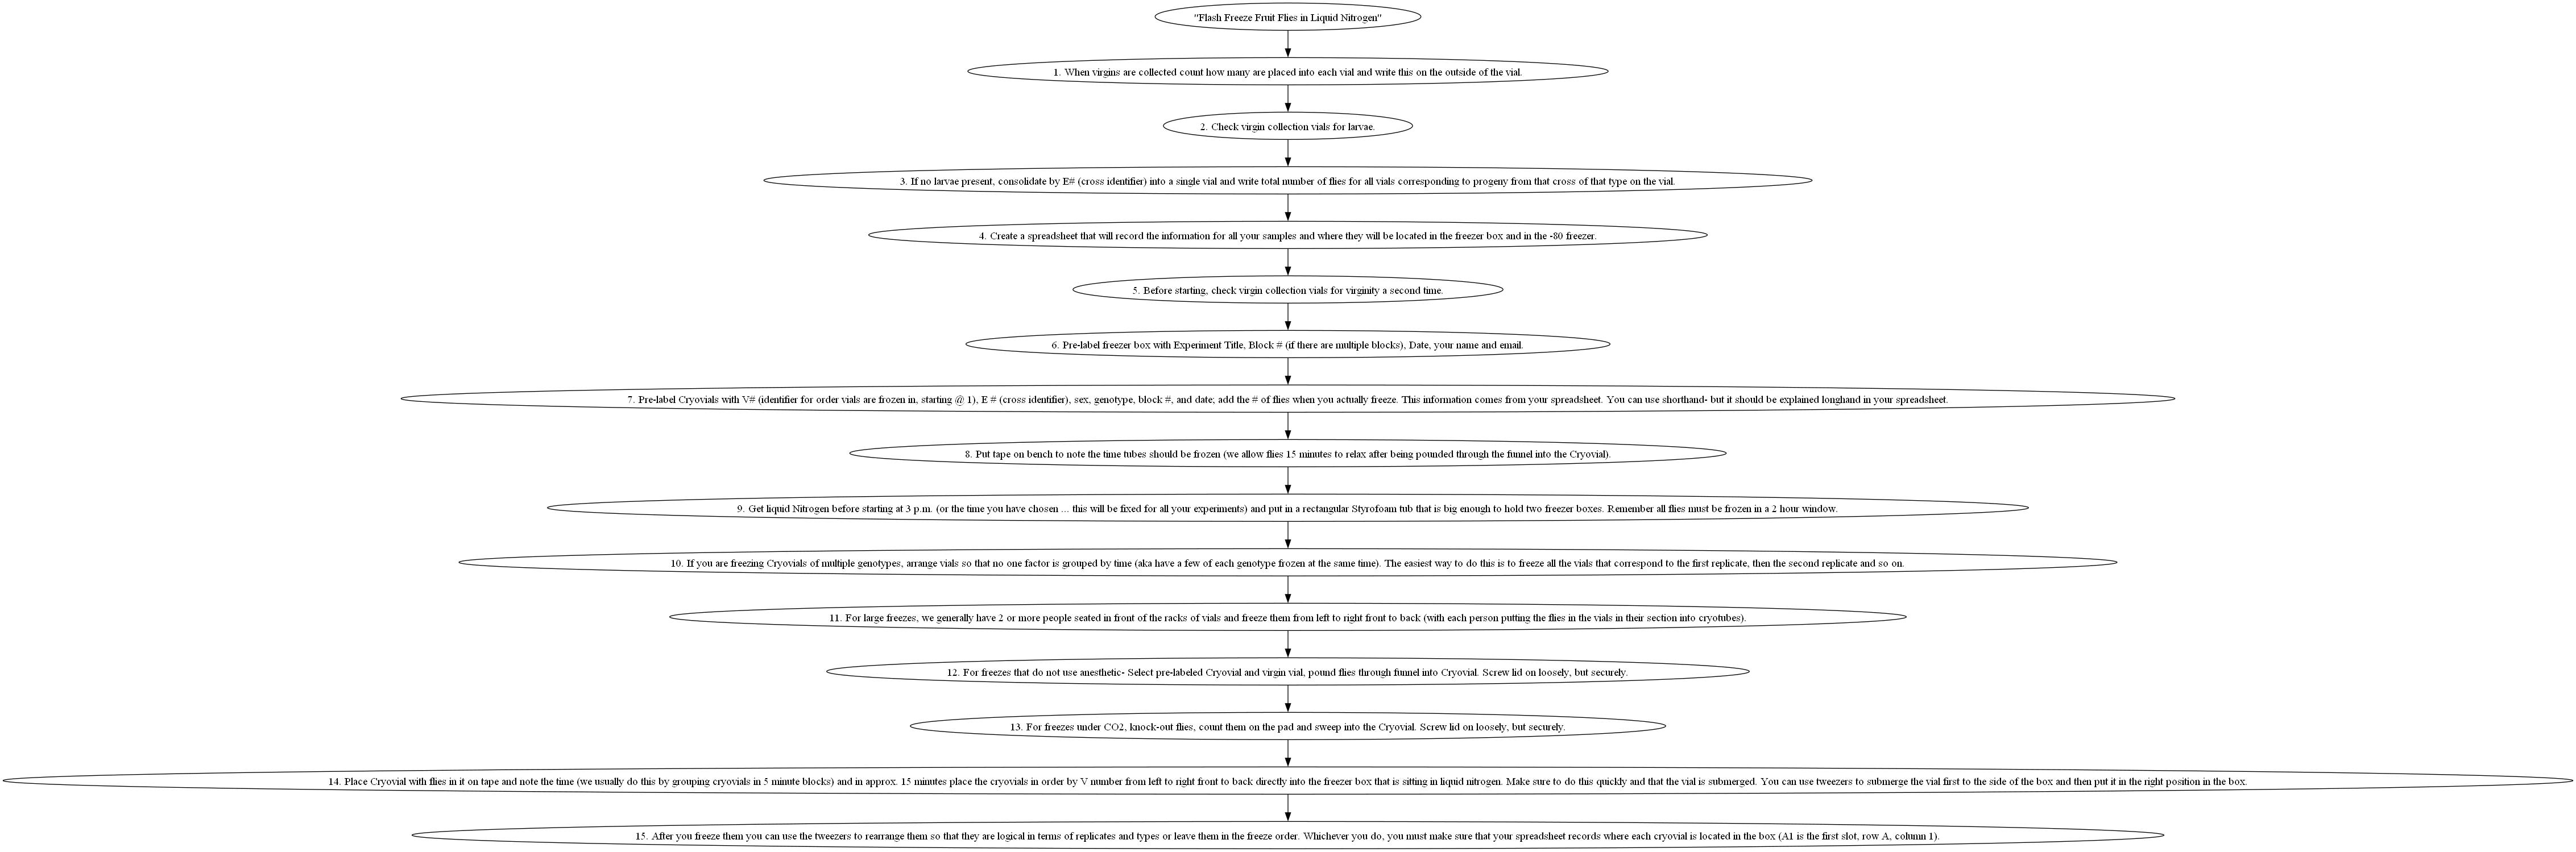 "Flash Freeze Fruit Flies in Liquid Nitrogen"
1. When virgins are collected count how many are placed into each vial and write this on the outside of the vial.
2. Check virgin collection vials for larvae.
3. If no larvae present, consolidate by E# (cross identifier) into a single vial and write total number of flies for all vials corresponding to progeny from that cross of that type on the vial.
4. Create a spreadsheet that will record the information for all your samples and where they will be located in the freezer box and in the -80 freezer.
5. Before starting, check virgin collection vials for virginity a second time.
6. Pre-label freezer box with Experiment Title, Block # (if there are multiple blocks), Date, your name and email.
7. Pre-label Cryovials with V# (identifier for order vials are frozen in, starting @ 1), E # (cross identifier), sex, genotype, block #, and date; add the # of flies when you actually freeze. This information comes from your spreadsheet. You can use shorthand- but it should be explained longhand in your spreadsheet.
8. Put tape on bench to note the time tubes should be frozen (we allow flies 15 minutes to relax after being pounded through the funnel into the Cryovial).
9. Get liquid Nitrogen before starting at 3 p.m. (or the time you have chosen ... this will be fixed for all your experiments) and put in a rectangular Styrofoam tub that is big enough to hold two freezer boxes. Remember all flies must be frozen in a 2 hour window.
10. If you are freezing Cryovials of multiple genotypes, arrange vials so that no one factor is grouped by time (aka have a few of each genotype frozen at the same time). The easiest way to do this is to freeze all the vials that correspond to the first replicate, then the second replicate and so on.
11. For large freezes, we generally have 2 or more people seated in front of the racks of vials and freeze them from left to right front to back (with each person putting the flies in the vials in their section into cryotubes).
12. For freezes that do not use anesthetic- Select pre-labeled Cryovial and virgin vial, pound flies through funnel into Cryovial. Screw lid on loosely, but securely.
13. For freezes under CO2, knock-out flies, count them on the pad and sweep into the Cryovial. Screw lid on loosely, but securely.
14. Place Cryovial with flies in it on tape and note the time (we usually do this by grouping cryovials in 5 minute blocks) and in approx. 15 minutes place the cryovials in order by V number from left to right front to back directly into the freezer box that is sitting in liquid nitrogen. Make sure to do this quickly and that the vial is submerged. You can use tweezers to submerge the vial first to the side of the box and then put it in the right position in the box.
15. After you freeze them you can use the tweezers to rearrange them so that they are logical in terms of replicates and types or leave them in the freeze order. Whichever you do, you must make sure that your spreadsheet records where each cryovial is located in the box (A1 is the first slot, row A, column 1).